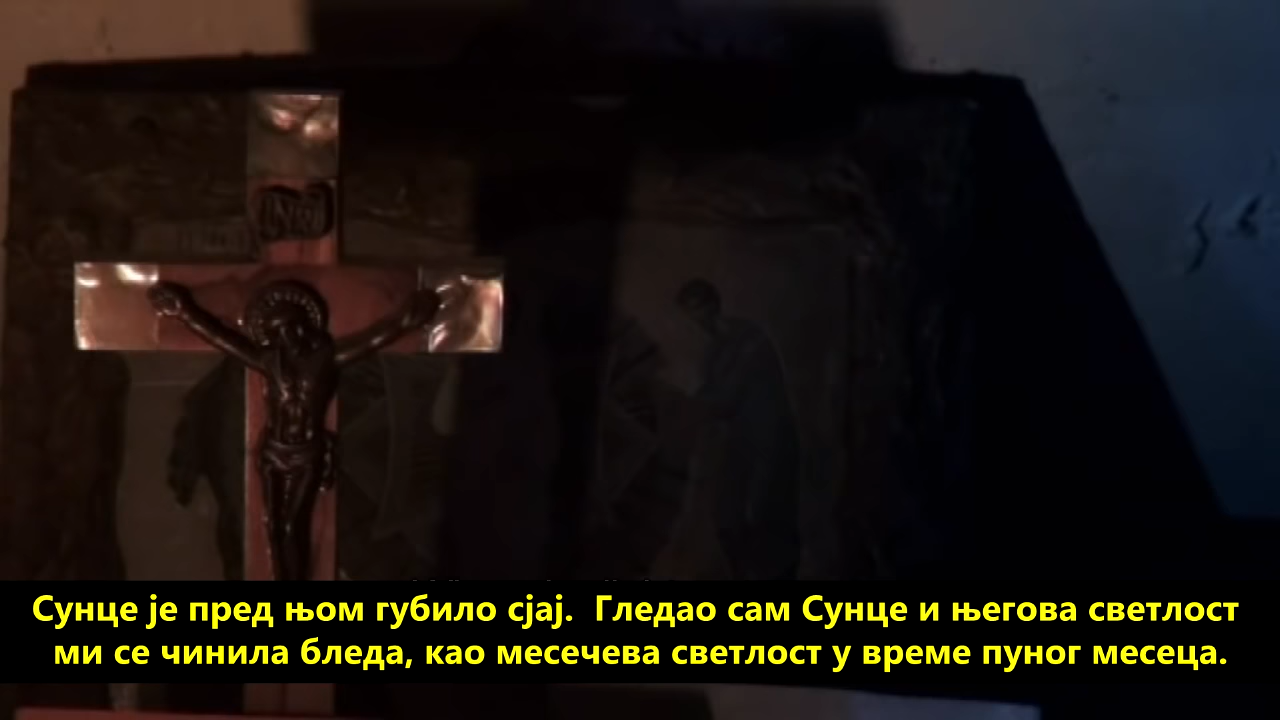 INRI
Сунце је пред њом губило сјај.  Гледао сам Сунце и његова светлост
ми се чинила бледа, као месечева светлост у време пуног месеца.